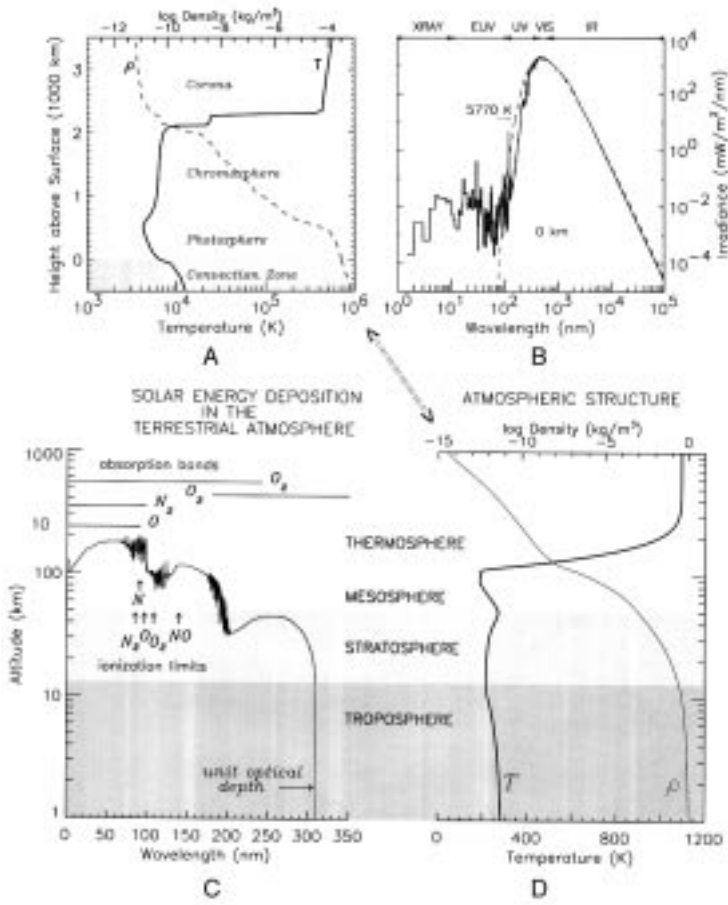 log Density (kg/m³)
−11 −10 −9 −8 −7 −6 −5 −4
Height above Surface (1000 km)
3
2
1
0
ρ
T
Corona
Chromosphere
Photosphere
Convection Zone
10³ 10⁴ 10⁵ 10⁶
Temperature (K)
A
XRAY EUV UV VIS IR
5770 K
0 km
10⁴
10²
10⁰
10⁻²
10⁻⁴
Irradiance (mW/m²/nm)
10⁰ 10¹ 10² 10³ 10⁴ 10⁵
Wavelength (nm)
B
SOLAR ENERGY DEPOSITION
IN THE
TERRESTRIAL ATMOSPHERE
1000
10
100
10
1
Altitude (km)
absorption bands
O₃
O₂
N₂
O
N
N₂ O O₂ NO
ionization limits
unit optical
depth
0 50 100 150 200 250 300 350
Wavelength (nm)
C
ATMOSPHERIC STRUCTURE
log Density (kg/m³)
−15 −10 −5 0
THERMOSPHERE
MESOSPHERE
STRATOSPHERE
TROPOSPHERE
T
ρ
0 400 800 1200
Temperature (K)
D